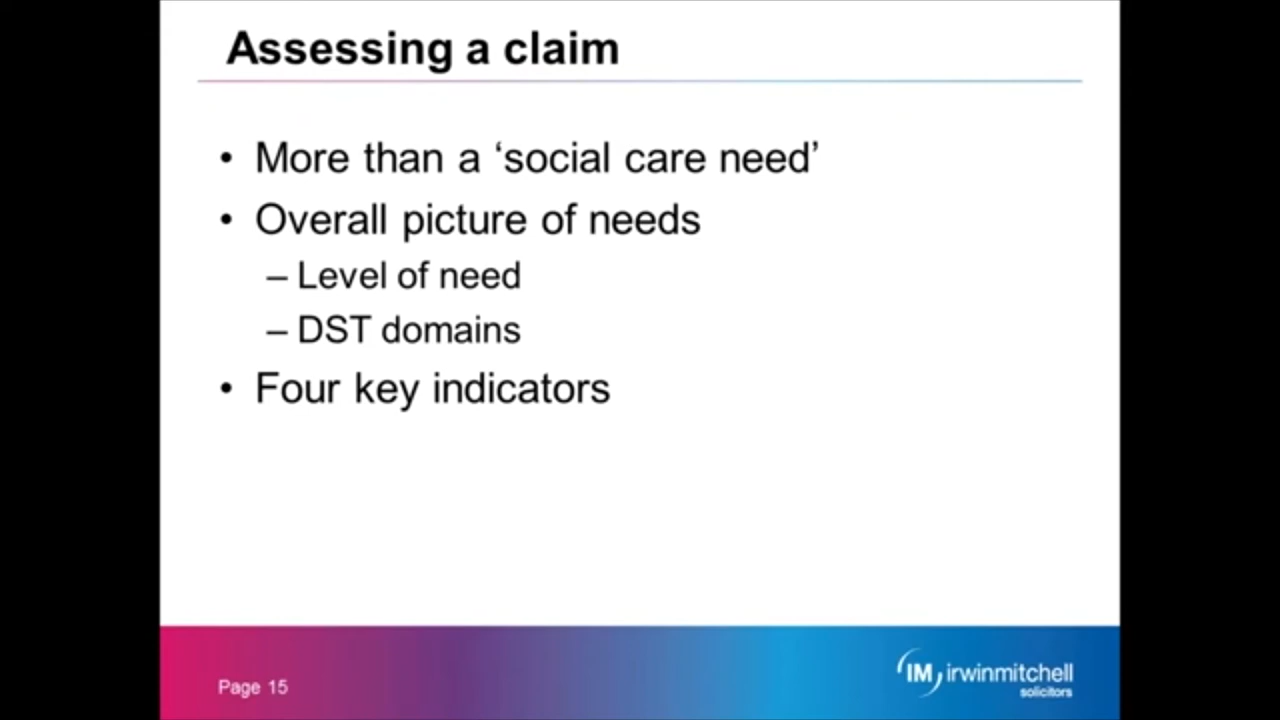 Assessing a claim
• More than a ‘social care need’
• Overall picture of needs
– Level of need
– DST domains
• Four key indicators
Page 15
IM irwinmitchell
solicitors